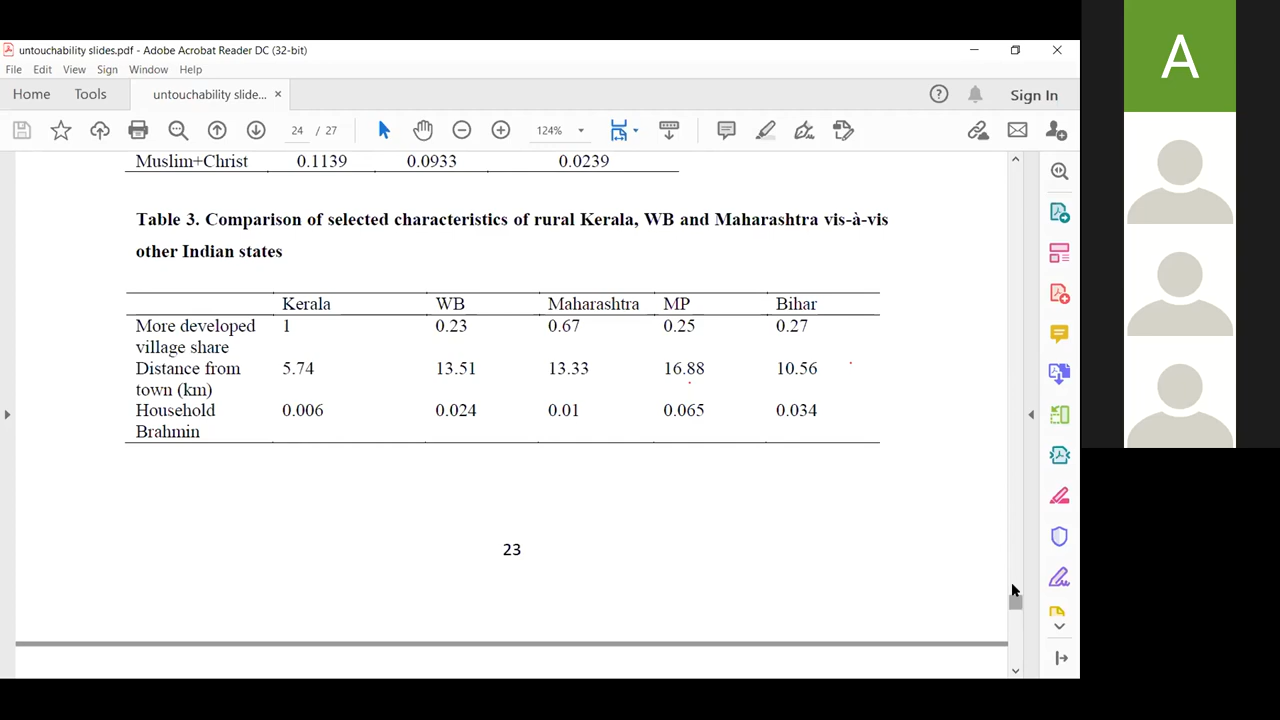 untouchability slides.pdf - Adobe Acrobat Reader DC (32-bit)
File Edit View Sign Window Help
Home Tools untouchability slide... × Sign In
24 / 27 124%
Muslim+Christ 0.1139 0.0933 0.0239
Table 3. Comparison of selected characteristics of rural Kerala, WB and Maharashtra vis-à-vis
other Indian states
Kerala WB Maharashtra MP Bihar
More developed 1 0.23 0.67 0.25 0.27
village share
Distance from 5.74 13.51 13.33 16.88 10.56
town (km)
Household 0.006 0.024 0.01 0.065 0.034
Brahmin
23
A